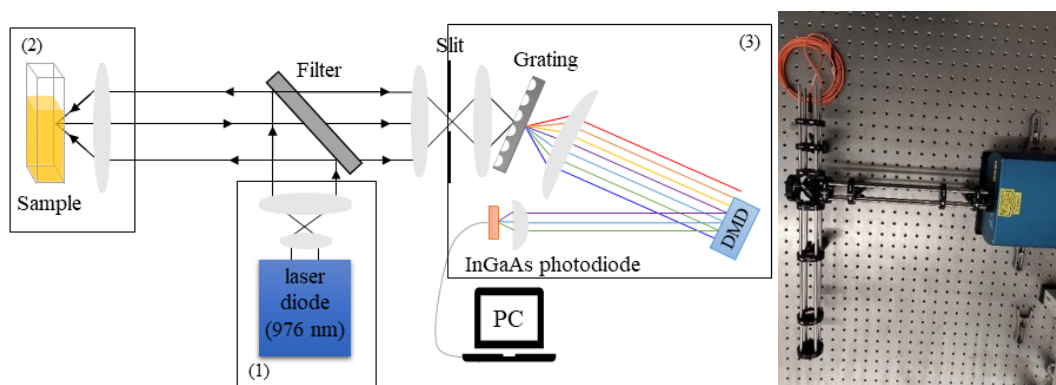 (2)
Sample
Filter
Slit
(3)
Grating
DMD
InGaAs photodiode
laser
diode
(976 nm)
(1)
PC